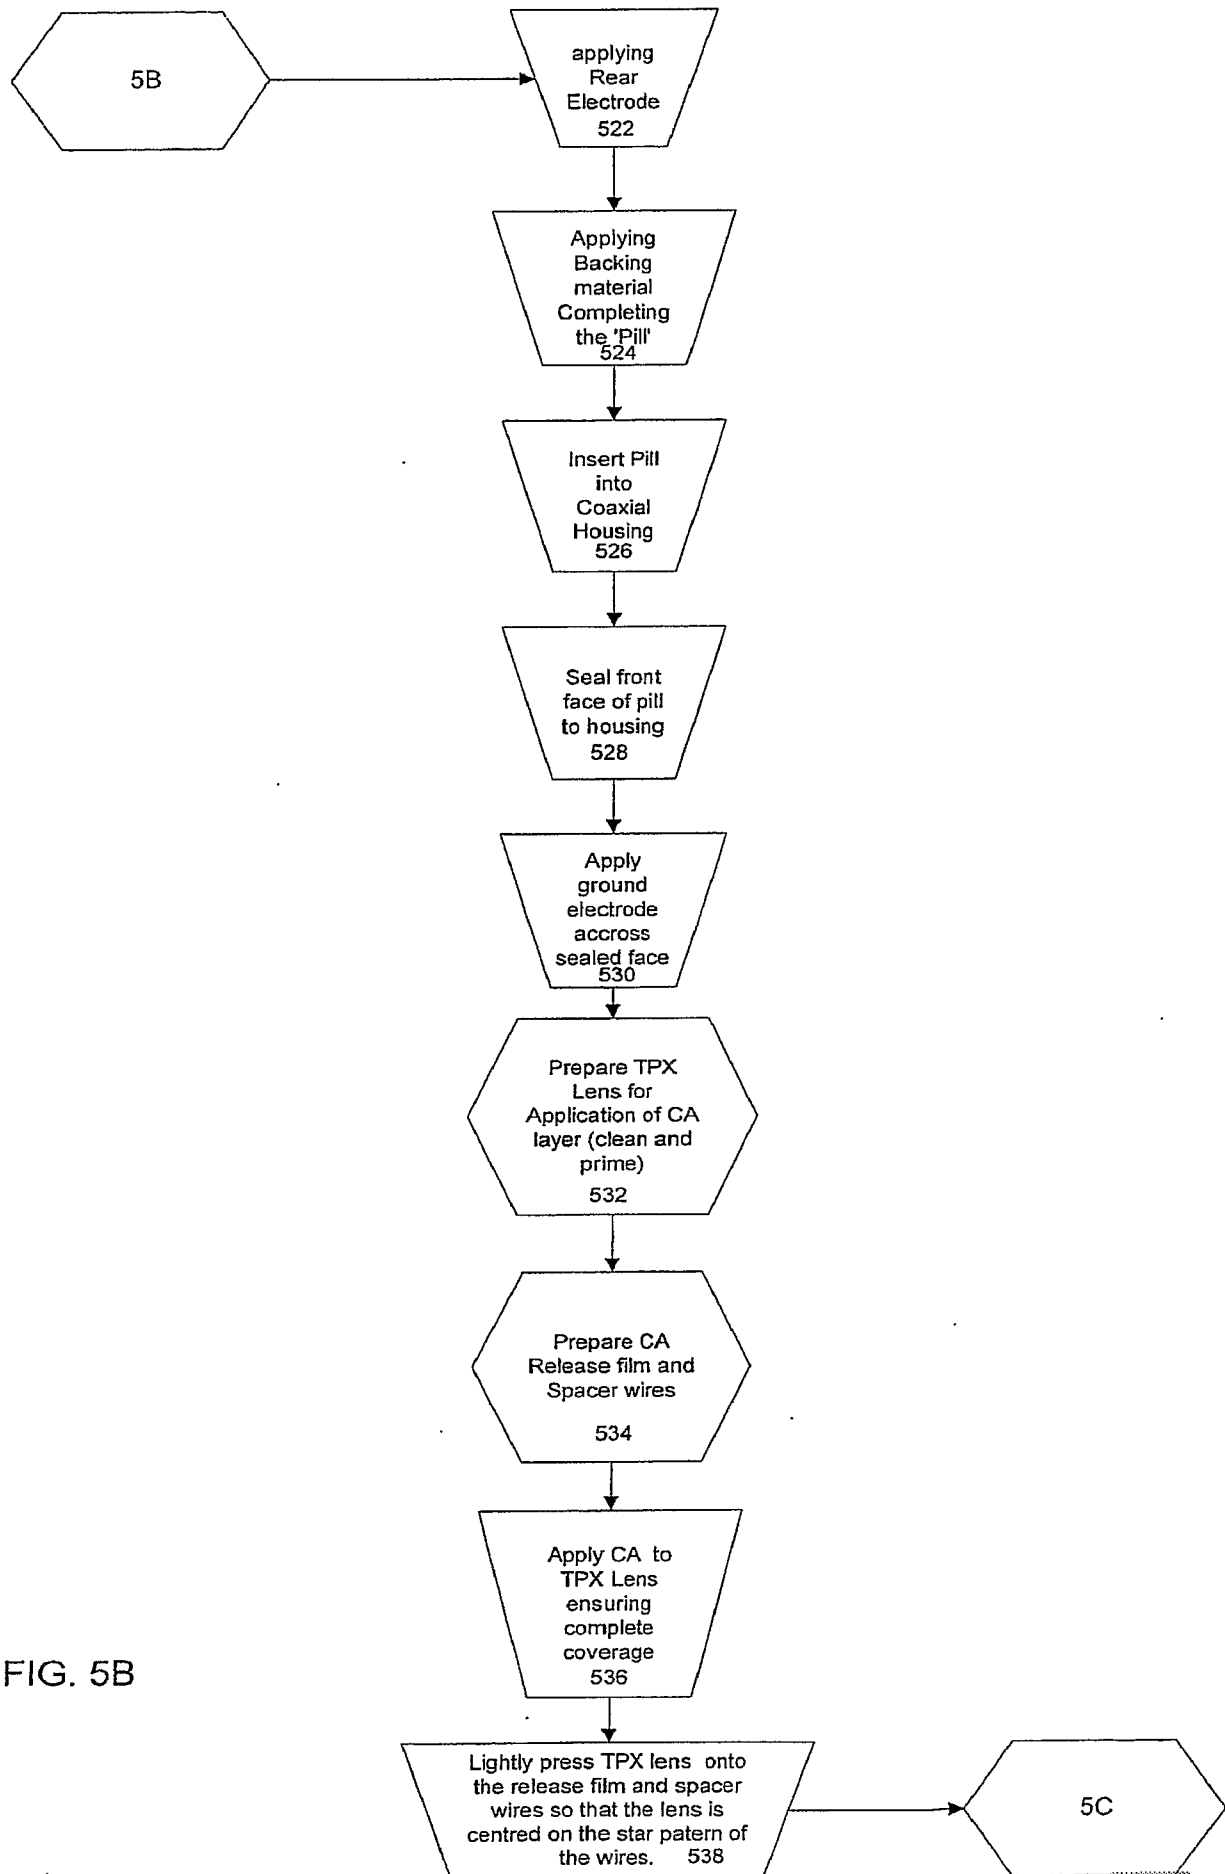 5B
applying
Rear
Electrode
522
Applying
Backing
material
Completing
the 'Pill'
524
Insert Pill
into
Coaxial
Housing
526
Seal front
face of pill
to housing
528
Apply
ground
electrode
accross
sealed face
530
Prepare TPX
Lens for
Application of CA
layer (clean and
prime)
532
Prepare CA
Release film and
Spacer wires
534
Apply CA to
TPX Lens
ensuring
complete
coverage
536
FIG. 5B
Lightly press TPX lens onto
the release film and spacer
wires so that the lens is
centred on the star patern of
the wires. 538
5C